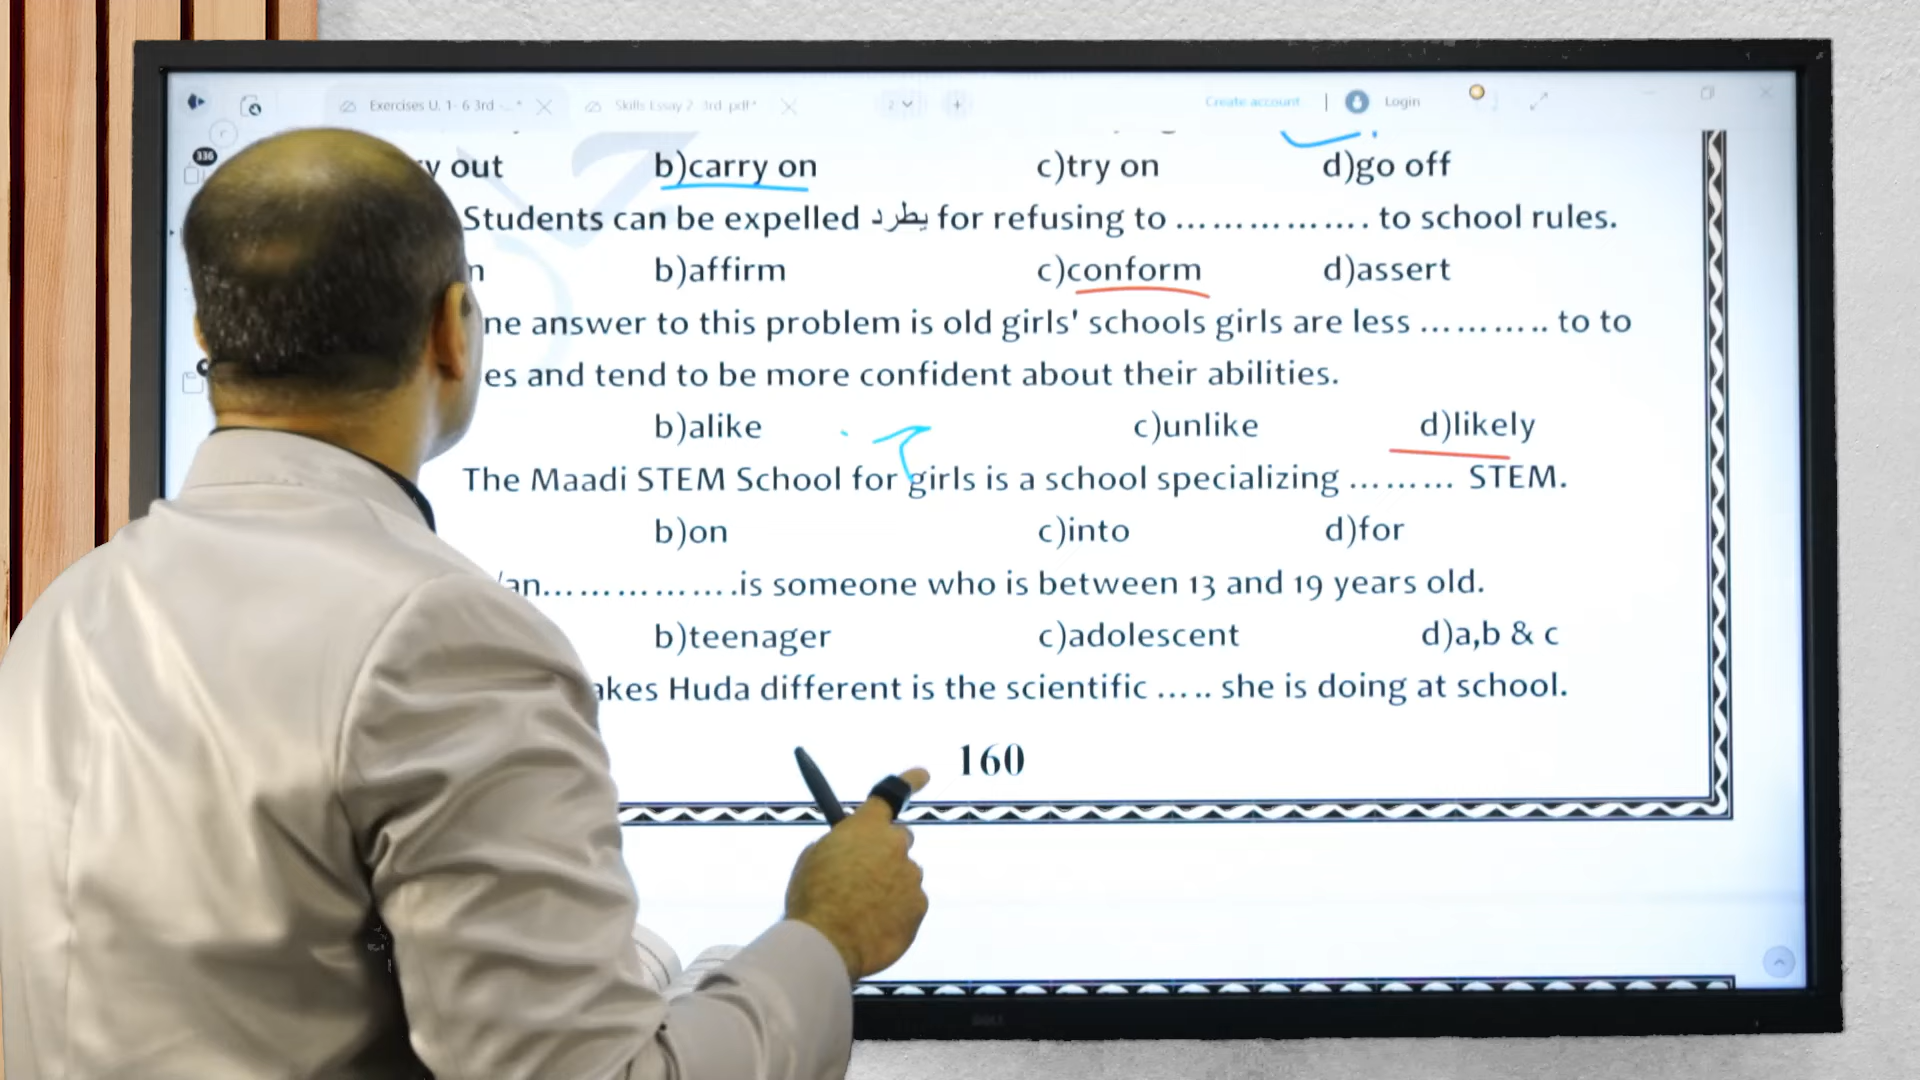 Exercises U. 1- 6 3rd -...*
Skills Essay 2 3rd .pdf*
2
Create account
Login
336
y out b)carry on c)try on d)go off
Students can be expelled يطرد for refusing to ................. to school rules.
n b)affirm c)conform d)assert
ne answer to this problem is old girls' schools girls are less ........... to to
es and tend to be more confident about their abilities.
b)alike c)unlike d)likely
The Maadi STEM School for girls is a school specializing ......... STEM.
b)on c)into d)for
/an.................is someone who is between 13 and 19 years old.
b)teenager c)adolescent d)a,b & c
akes Huda different is the scientific ..... she is doing at school.
160